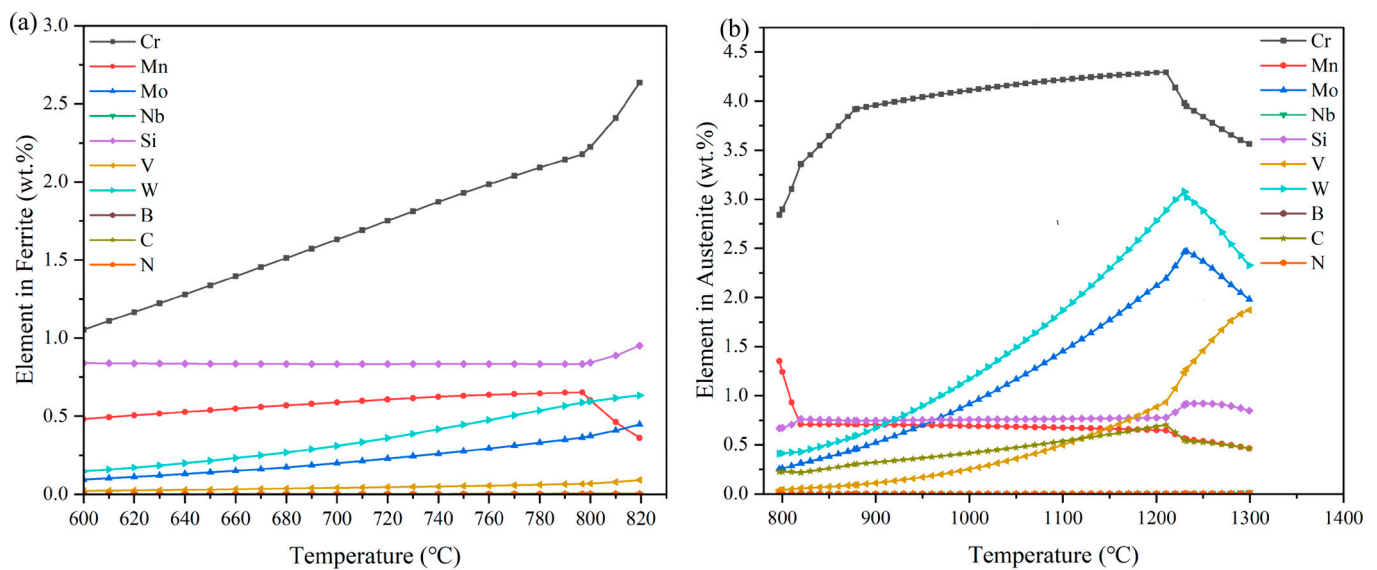 (a)
3.0
2.5
2.0
1.5
1.0
0.5
0.0
Element in Ferrite (wt.%)
Cr
Mn
Mo
Nb
Si
V
W
B
C
N
600 620 640 660 680 700 720 740 760 780 800 820
Temperature (℃)
(b)
4.5
4.0
3.5
3.0
2.5
2.0
1.5
1.0
0.5
0.0
Element in Austenite (wt.%)
Cr
Mn
Mo
Nb
Si
V
W
B
C
N
800 900 1000 1100 1200 1300 1400
Temperature (℃)